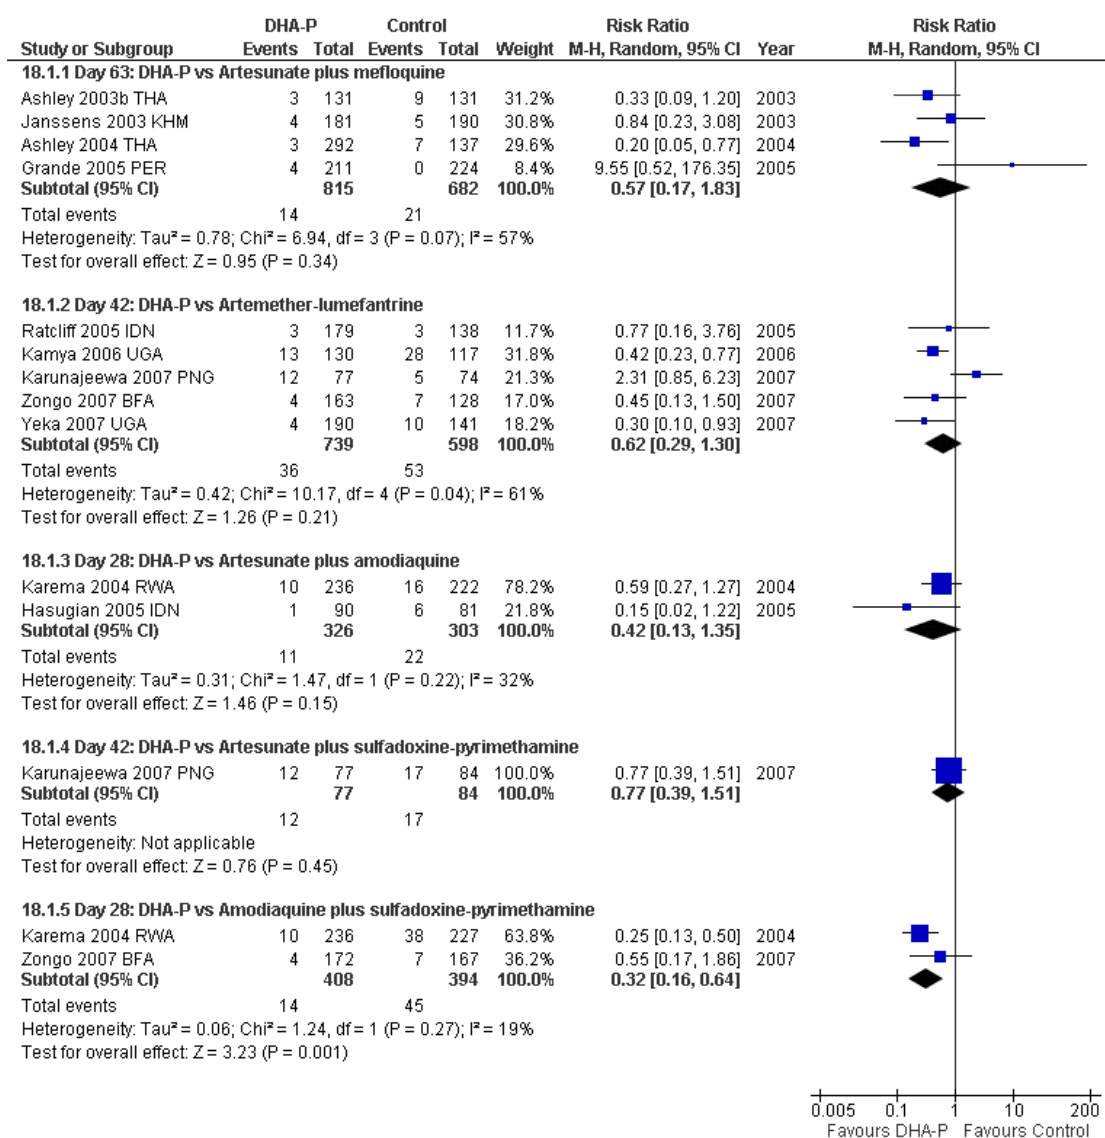 DHA-P Control Risk Ratio Risk Ratio
Study or Subgroup Events Total Events Total Weight M-H, Random, 95% CI Year M-H, Random, 95% CI
18.1.1 Day 63: DHA-P vs Artesunate plus mefloquine
Ashley 2003b THA 3 131 9 131 31.2% 0.33 [0.09, 1.20] 2003
Janssens 2003 KHM 4 181 5 190 30.8% 0.84 [0.23, 3.08] 2003
Ashley 2004 THA 3 292 7 137 29.6% 0.20 [0.05, 0.77] 2004
Grande 2005 PER 4 211 0 224 8.4% 9.55 [0.52, 176.35] 2005
Subtotal (95% CI) 815 682 100.0% 0.57 [0.17, 1.83]
Total events 14 21
Heterogeneity: Tau² = 0.78; Chi² = 6.94, df = 3 (P = 0.07); I² = 57%
Test for overall effect: Z = 0.95 (P = 0.34)
18.1.2 Day 42: DHA-P vs Artemether-lumefantrine
Ratcliff 2005 IDN 3 179 3 138 11.7% 0.77 [0.16, 3.76] 2005
Kamya 2006 UGA 13 130 28 117 31.8% 0.42 [0.23, 0.77] 2006
Karunajeewa 2007 PNG 12 77 5 74 21.3% 2.31 [0.85, 6.23] 2007
Zongo 2007 BFA 4 163 7 128 17.0% 0.45 [0.13, 1.50] 2007
Yeka 2007 UGA 4 190 10 141 18.2% 0.30 [0.10, 0.93] 2007
Subtotal (95% CI) 739 598 100.0% 0.62 [0.29, 1.30]
Total events 36 53
Heterogeneity: Tau² = 0.42; Chi² = 10.17, df = 4 (P = 0.04); I² = 61%
Test for overall effect: Z = 1.26 (P = 0.21)
18.1.3 Day 28: DHA-P vs Artesunate plus amodiaquine
Karema 2004 RWA 10 236 16 222 78.2% 0.59 [0.27, 1.27] 2004
Hasugian 2005 IDN 1 90 6 81 21.8% 0.15 [0.02, 1.22] 2005
Subtotal (95% CI) 326 303 100.0% 0.42 [0.13, 1.35]
Total events 11 22
Heterogeneity: Tau² = 0.31; Chi² = 1.47, df = 1 (P = 0.22); I² = 32%
Test for overall effect: Z = 1.46 (P = 0.15)
18.1.4 Day 42: DHA-P vs Artesunate plus sulfadoxine-pyrimethamine
Karunajeewa 2007 PNG 12 77 17 84 100.0% 0.77 [0.39, 1.51] 2007
Subtotal (95% CI) 77 84 100.0% 0.77 [0.39, 1.51]
Total events 12 17
Heterogeneity: Not applicable
Test for overall effect: Z = 0.76 (P = 0.45)
18.1.5 Day 28: DHA-P vs Amodiaquine plus sulfadoxine-pyrimethamine
Karema 2004 RWA 10 236 38 227 63.8% 0.25 [0.13, 0.50] 2004
Zongo 2007 BFA 4 172 7 167 36.2% 0.55 [0.17, 1.86] 2007
Subtotal (95% CI) 408 394 100.0% 0.32 [0.16, 0.64]
Total events 14 45
Heterogeneity: Tau² = 0.06; Chi² = 1.24, df = 1 (P = 0.27); I² = 19%
Test for overall effect: Z = 3.23 (P = 0.001)
0.005 0.1 1 10 200
Favours DHA-P Favours Control